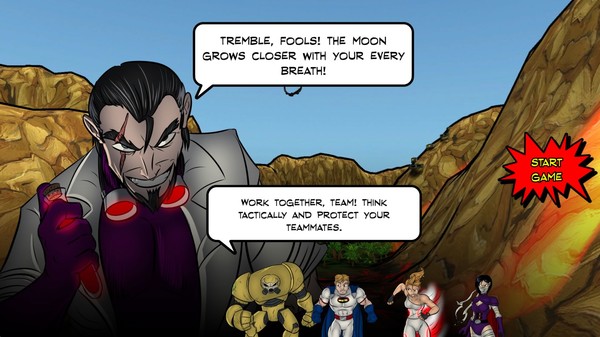 TREMBLE, FOOLS! THE MOON
GROWS CLOSER WITH YOUR EVERY
BREATH!
START
GAME
WORK TOGETHER, TEAM! THINK
TACTICALLY AND PROTECT YOUR
TEAMMATES.